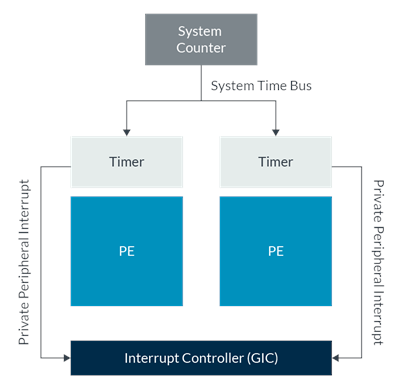 System
Counter
System Time Bus
Timer
Timer
Private Peripheral Interrupt
Private Peripheral Interrupt
PE
PE
Interrupt Controller (GIC)